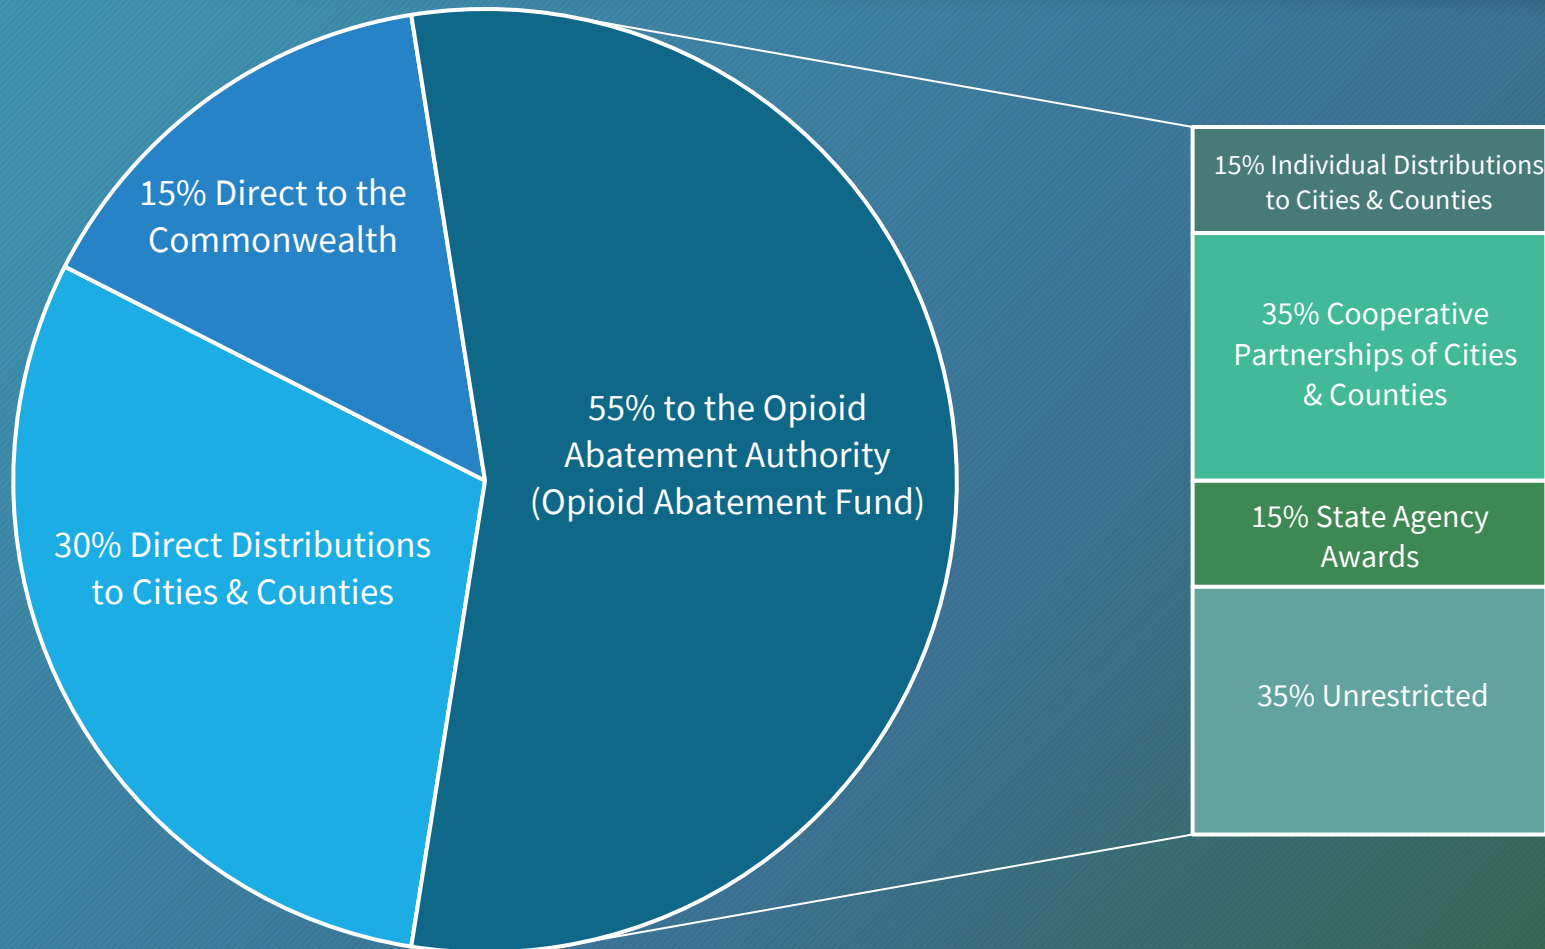 15% Direct to the
Commonwealth
30% Direct Distributions
to Cities & Counties
55% to the Opioid
Abatement Authority
(Opioid Abatement Fund)
15% Individual Distributions
to Cities & Counties
35% Cooperative
Partnerships of Cities
& Counties
15% State Agency
Awards
35% Unrestricted